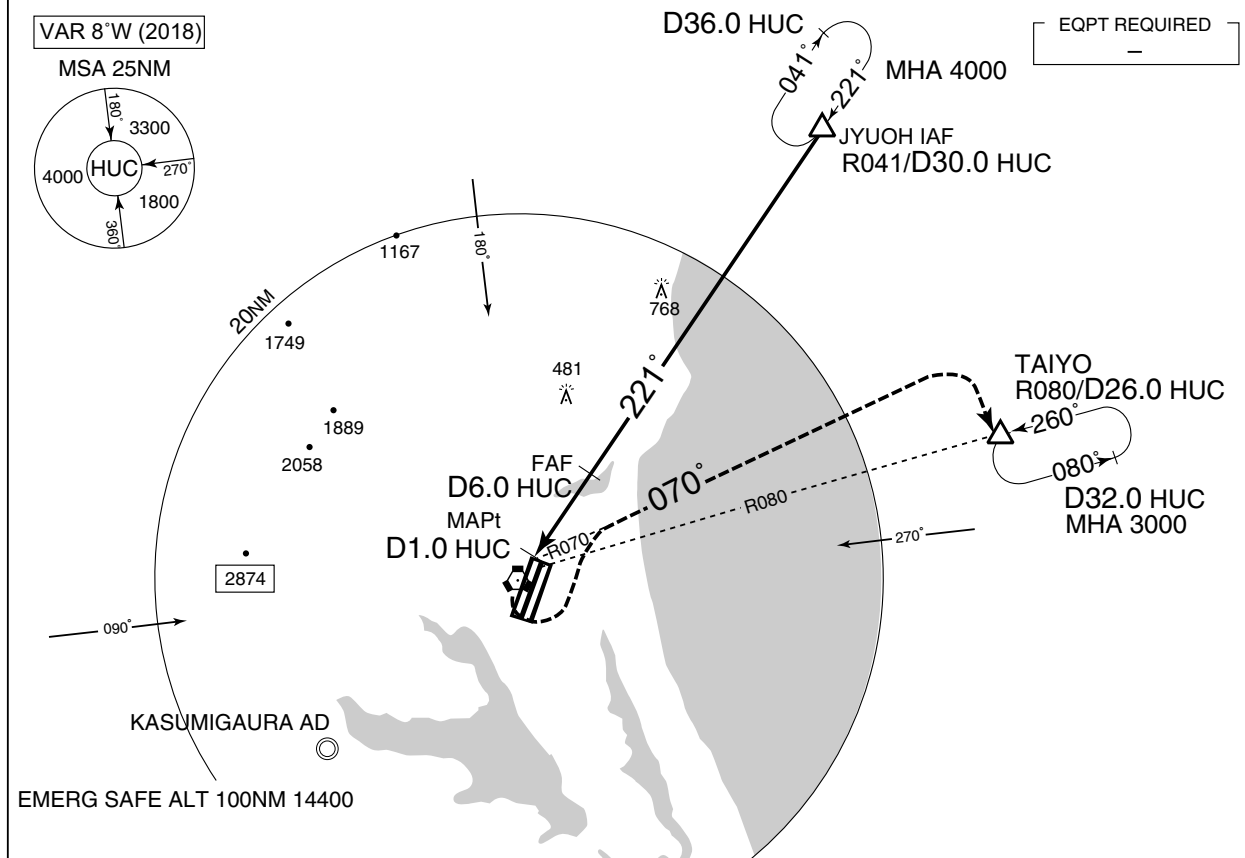 VAR 8°W (2018)
MSA 25NM
180°
3300
HUC
270°
4000
1800
360°
D36.0 HUC
041°
221°
MHA 4000
EQPT REQUIRED
–
JYUOH IAF
R041/D30.0 HUC
180°
1167
20NM
768
1749
221°
481
TAIYO
R080/D26.0 HUC
260°
080°
D32.0 HUC
MHA 3000
1889
2058
FAF
D6.0 HUC
070°
R080
MAPt
D1.0 HUC
R070
270°
2874
090°
KASUMIGAURA AD
EMERG SAFE ALT 100NM 14400